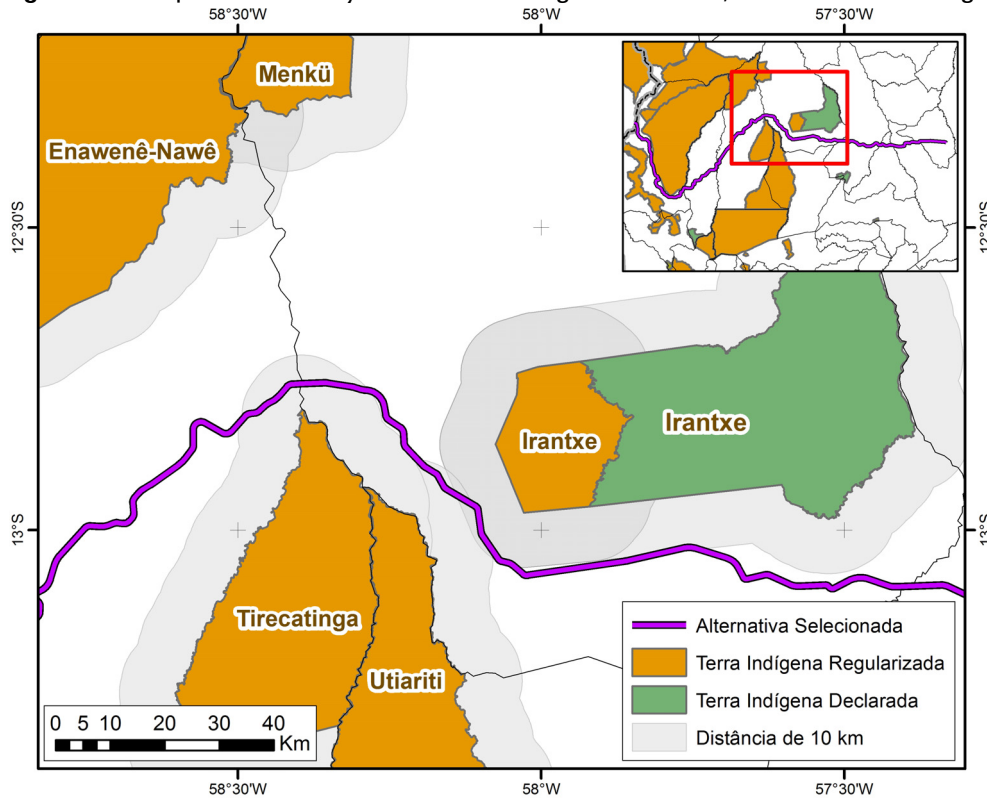 58°30'W 58°W 57°30'W
Menkü
Enawenê-Nawê
12°30'S 12°30'S
Irantxe Irantxe
13°S 13°S
Tirecatinga
Utiariti
Alternativa Selecionada
Terra Indígena Regularizada
Terra Indígena Declarada
Distância de 10 km
0 5 10 20 30 40
Km
58°30'W 58°W 57°30'W